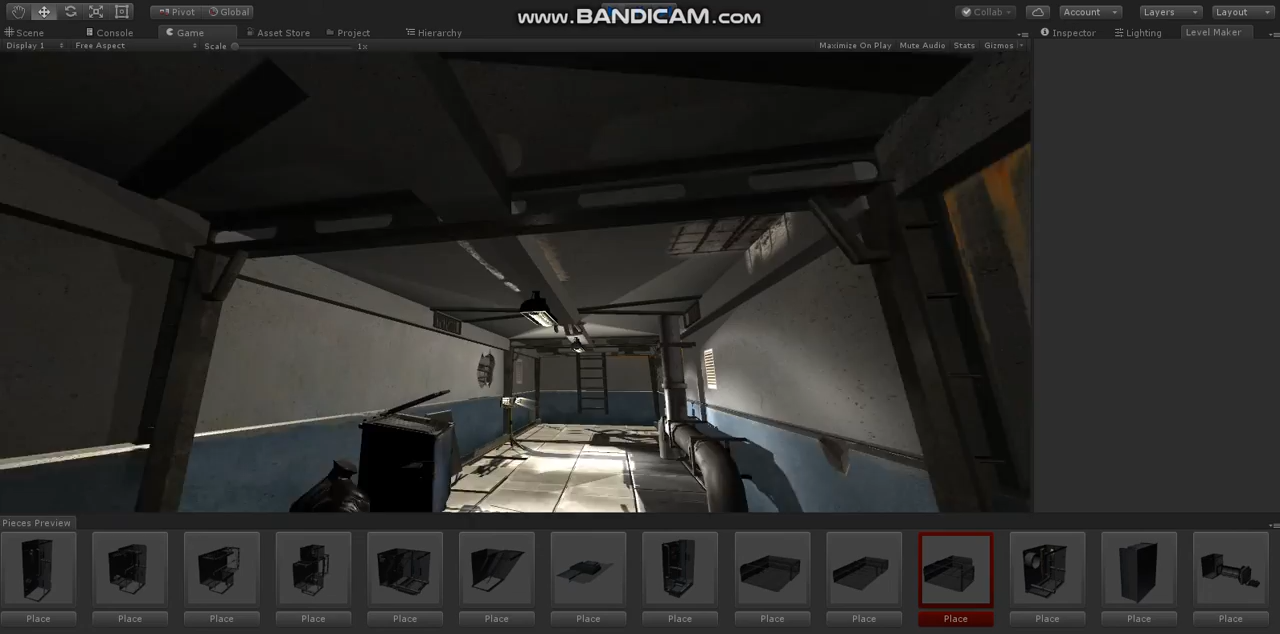 www.BANDICAM.com
Pivot Global Collab Account Layers Layout
Scene Console Game Asset Store Project Hierarchy Inspector Lighting Level Maker
Display 1 Free Aspect Scale 1x Maximize On Play Mute Audio Stats Gizmos
Pieces Preview
Place Place Place Place Place Place Place Place Place Place Place Place Place Place